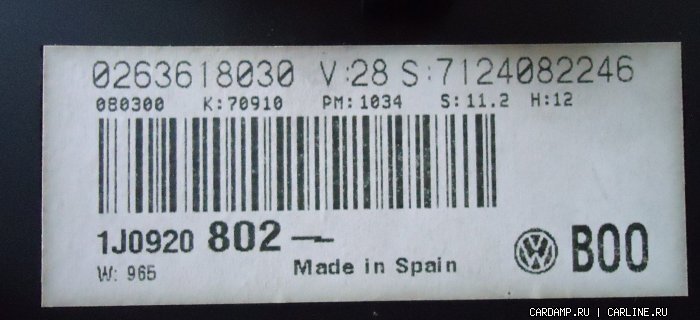 0263618030 V:28 S:7124082246
080300 K:70910 PM:1034 S:11.2 H:12
1J0920 802
B00
W: 965 Made in Spain
CARDAMP.RU | CARLINE.RU